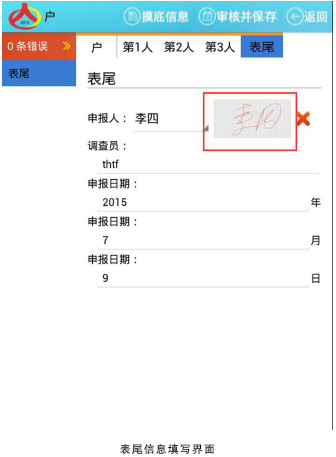 户 摸底信息 审核并保存 返回
0 条错误 » 户 第1人 第2人 第3人 表尾
表尾
表尾
申报人： 李四
调查员：
thtf
申报日期：
2015 年
申报日期：
7 月
申报日期：
9 日
表尾信息填写界面